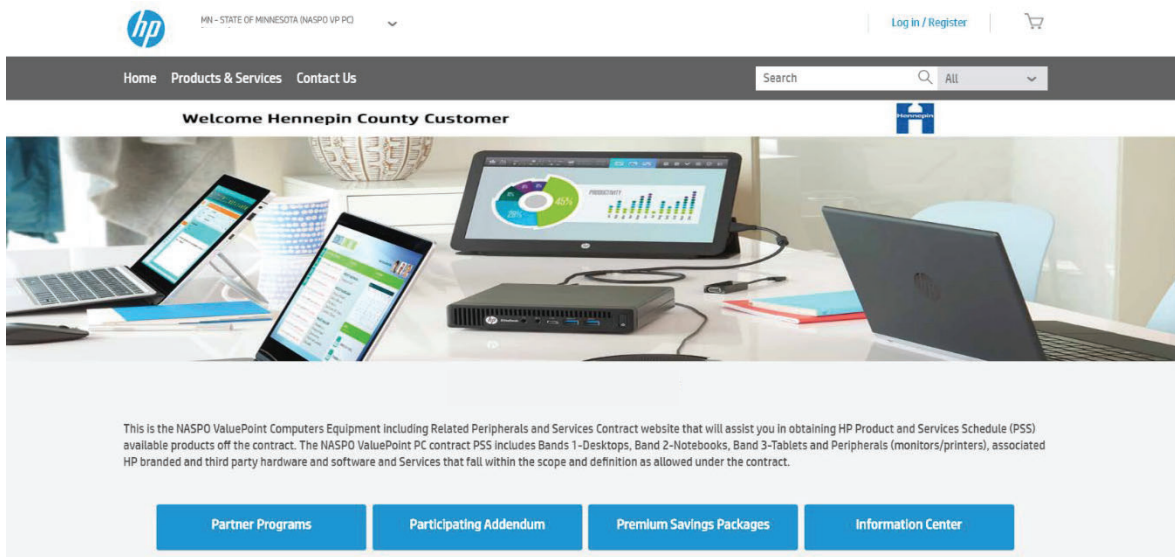 hp
MN - STATE OF MINNESOTA (NASPO VP PC)
Log in / Register
Home Products & Services Contact Us
Search
All
Welcome Hennepin County Customer
Hennepin
PRODUCTIVITY
45%
28%
hp
This is the NASPO ValuePoint Computers Equipment including Related Peripherals and Services Contract website that will assist you in obtaining HP Product and Services Schedule (PSS)
available products off the contract. The NASPO ValuePoint PC contract PSS includes Bands 1-Desktops, Band 2-Notebooks, Band 3-Tablets and Peripherals (monitors/printers), associated
HP branded and third party hardware and software and Services that fall within the scope and definition as allowed under the contract.
Partner Programs
Participating Addendum
Premium Savings Packages
Information Center